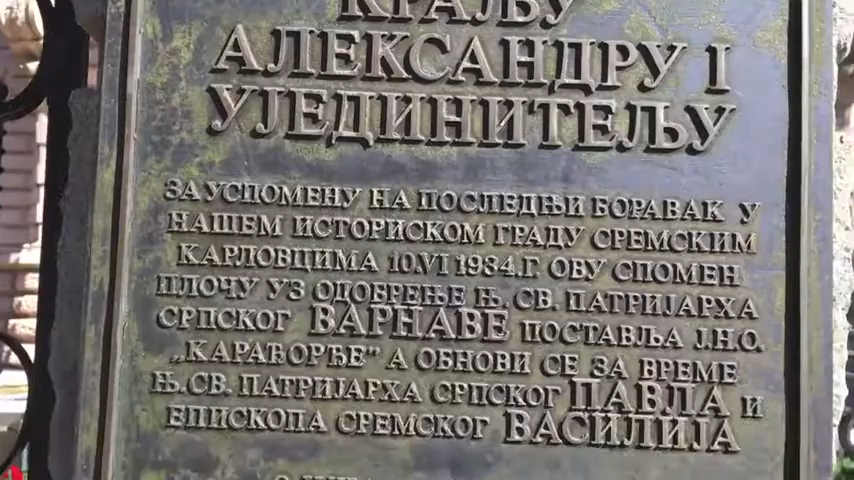 КРАЉУ
АЛЕКСАНДРУ I
УЈЕДИНИТЕЉУ
ЗА УСПОМЕНУ НА ПОСЛЕДЊИ БОРАВАК У
НАШЕМ ИСТОРИСКОМ ГРАДУ СРЕМСКИМ
КАРЛОВЦИМА 10.VI 1934.Г. ОВУ СПОМЕН
ПЛОЧУ УЗ ОДОБРЕЊЕ Њ. СВ. ПАТРИЈАРХА
СРПСКОГ ВАРНАВЕ ПОСТАВЉА Ј.Н.О.
„КАРАЂОРЂЕ" А ОБНОВИ СЕ ЗА ВРЕМЕ
Њ.СВ. ПАТРИЈАРХА СРПСКОГ ПАВЛА И
ЕПИСКОПА СРЕМСКОГ ВАСИЛИЈА